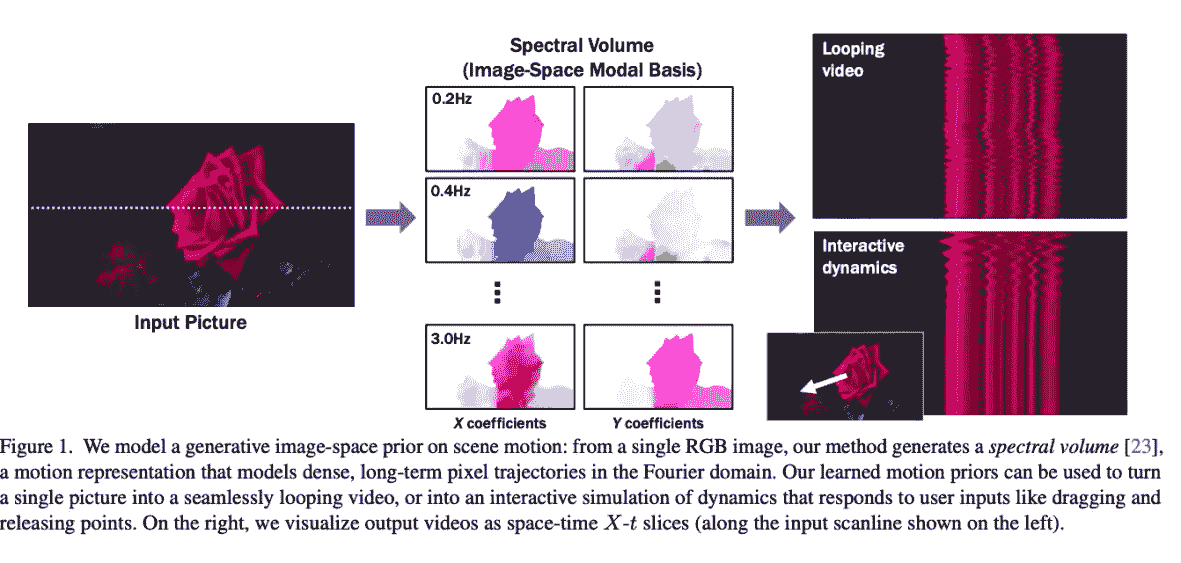 Spectral Volume
(Image-Space Modal Basis)
Looping
video
0.2Hz
0.4Hz
Interactive
dynamics
Input Picture
3.0Hz
X coefficients
Y coefficients
Figure 1. We model a generative image-space prior on scene motion: from a single RGB image, our method generates a spectral volume [23],
a motion representation that models dense, long-term pixel trajectories in the Fourier domain. Our learned motion priors can be used to turn
a single picture into a seamlessly looping video, or into an interactive simulation of dynamics that responds to user inputs like dragging and
releasing points. On the right, we visualize output videos as space-time X-t slices (along the input scanline shown on the left).